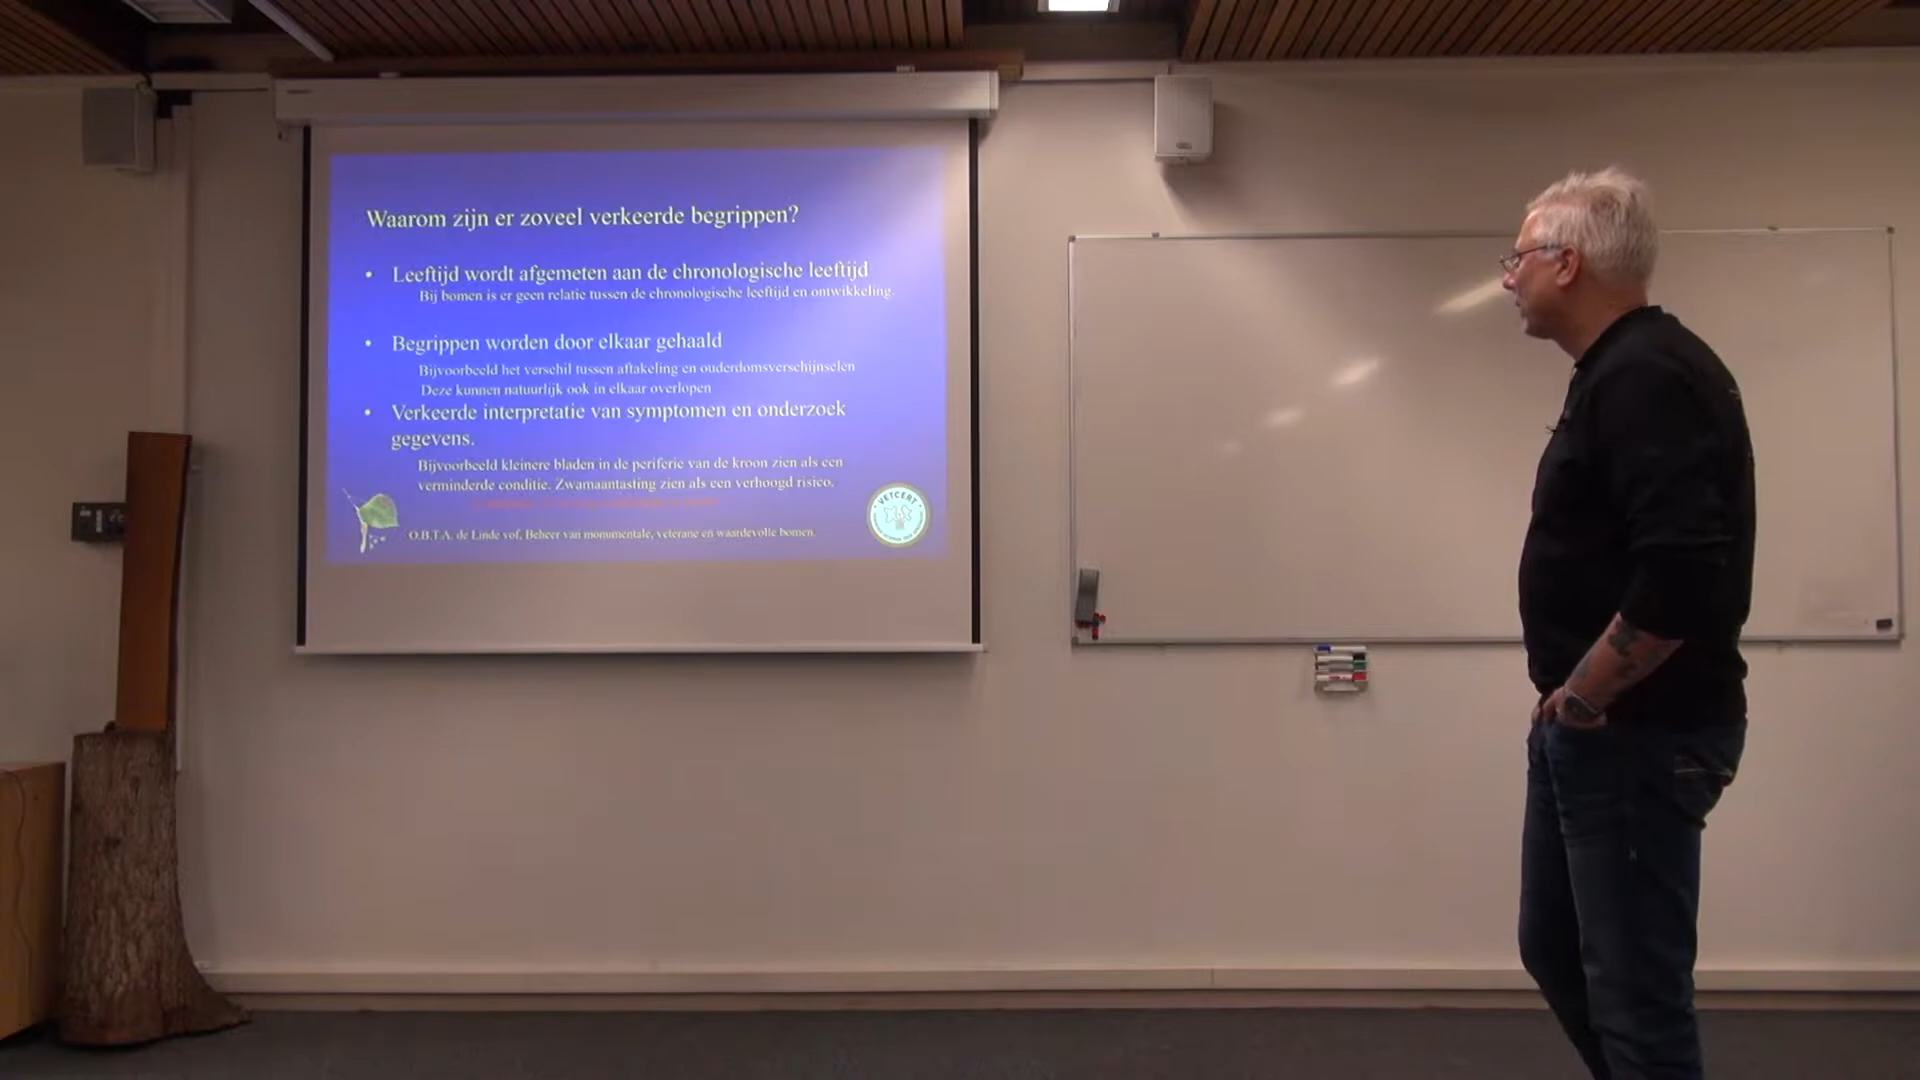 Waarom zijn er zoveel verkeerde begrippen?
• Leeftijd wordt afgemeten aan de chronologische leeftijd
Bij bomen is er geen relatie tussen de chronologische leeftijd en ontwikkeling.
• Begrippen worden door elkaar gehaald
Bijvoorbeeld het verschil tussen aftakeling en ouderdomsverschijnselen
Deze kunnen natuurlijk ook in elkaar overlopen
• Verkeerde interpretatie van symptomen en onderzoek
gegevens.
Bijvoorbeeld kleinere bladen in de periferie van de kroon zien als een
verminderde conditie. Zwamaantasting zien als een verhoogd risico.
O.B.T.A. de Linde vof, Beheer van monumentale, veterane en waardevolle bomen.
VETCERT